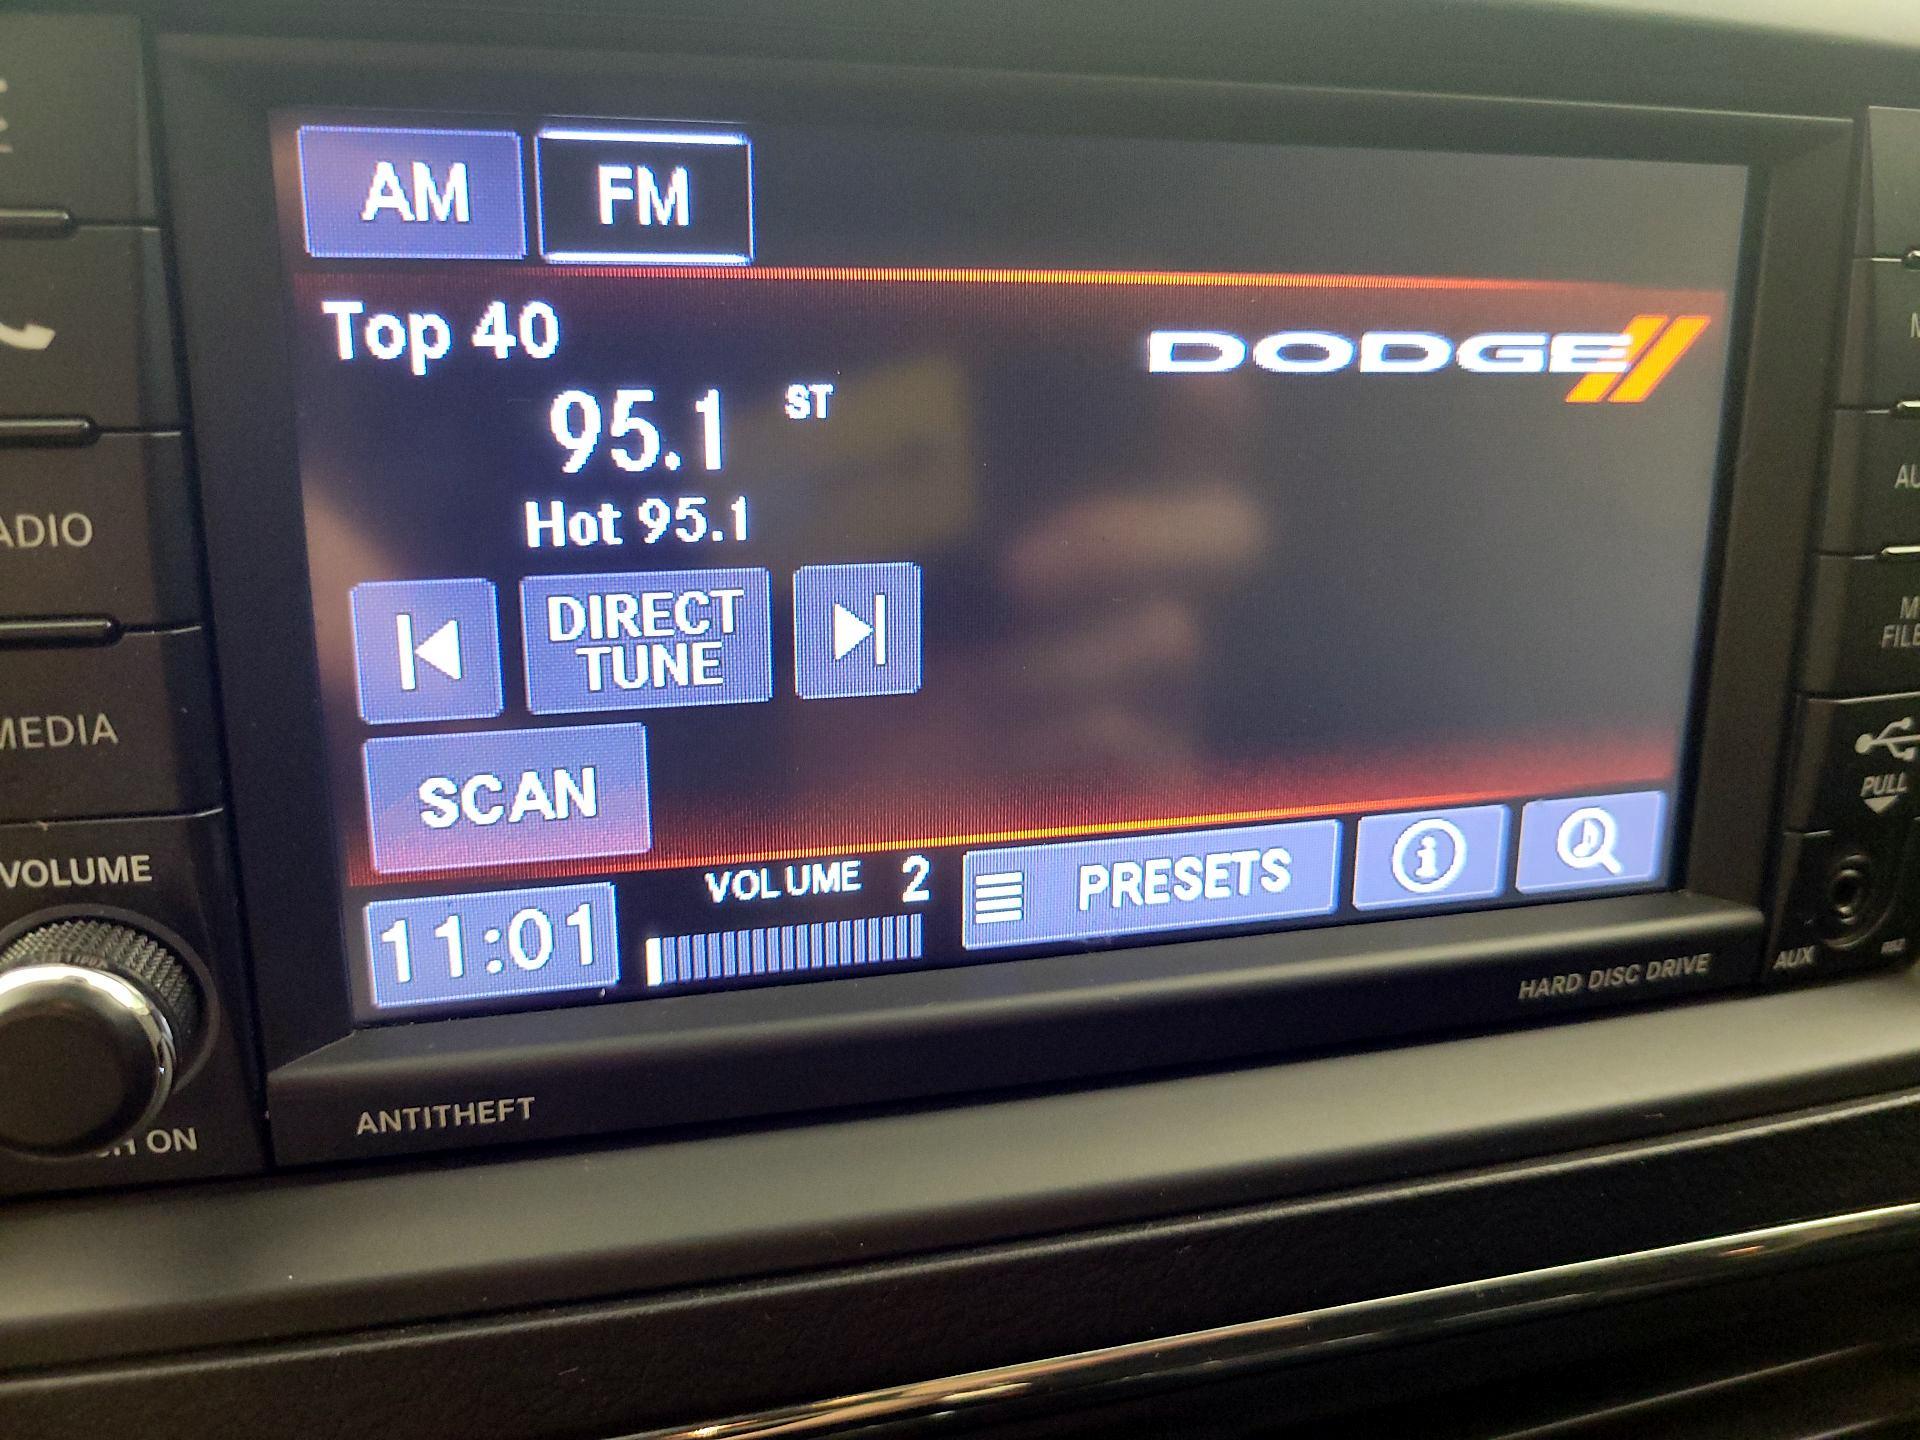 AM FM
Top 40
DODGE
95.1 ST
Hot 95.1
DIRECT
TUNE
SCAN
VOLUME 2
PRESETS
11:01
MEDIA
VOLUME
ON
PULL
AUX
HARD DISC DRIVE
ANTITHEFT